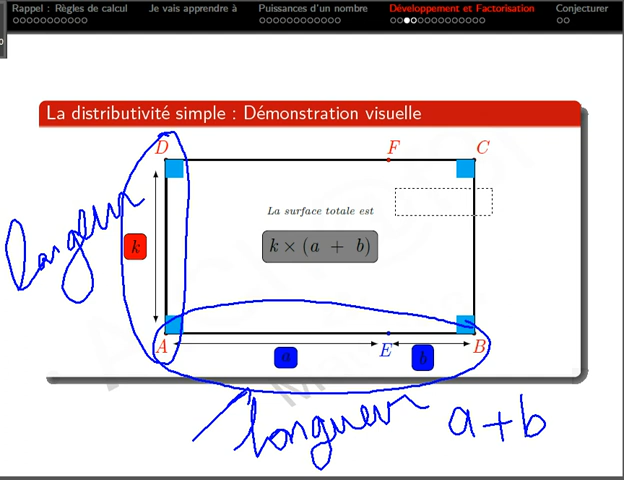 Rappel : Règles de calcul Je vais apprendre à Puissances d'un nombre Développement et Factorisation Conjecturer
La distributivité simple : Démonstration visuelle
D F C
La surface totale est
largeur k k × (a + b)
A E B
a b
longueur a+b